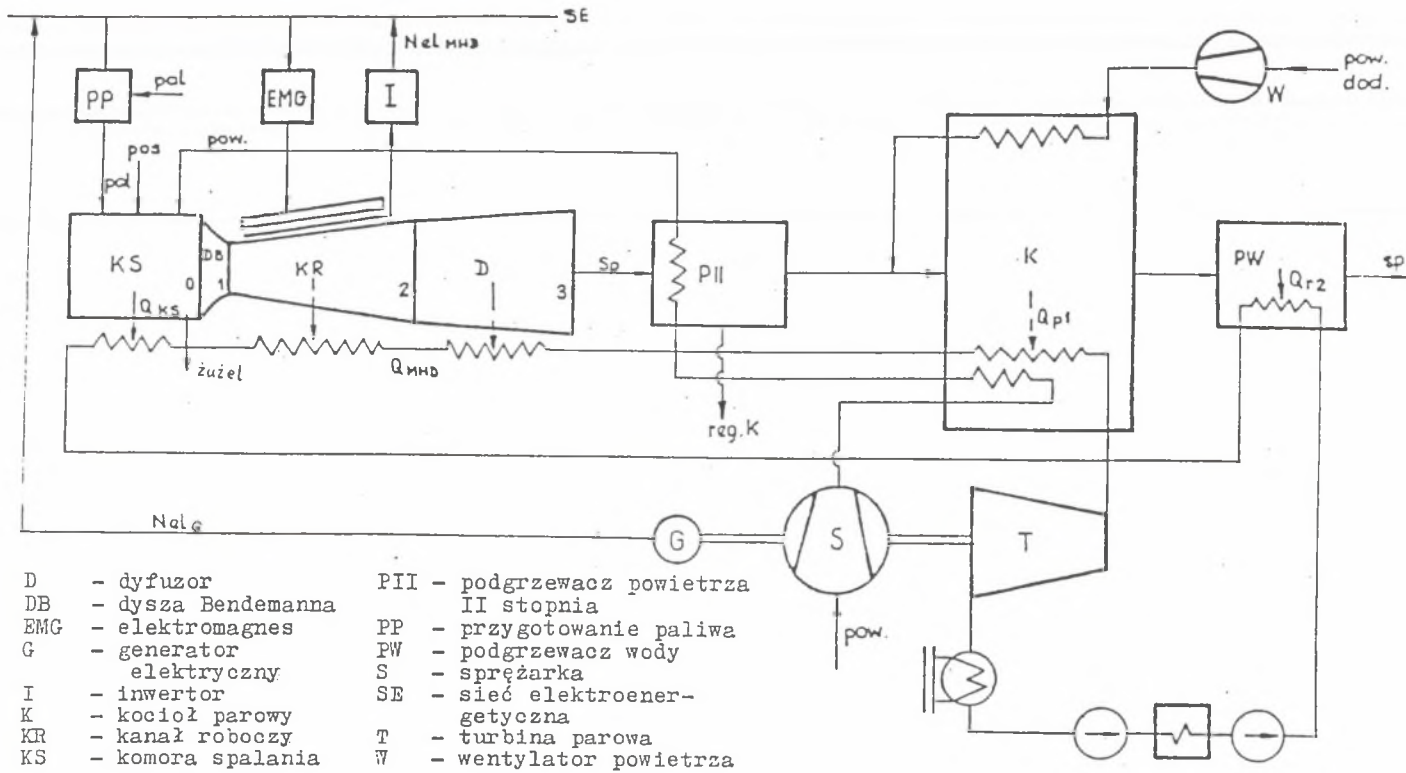 SE
Nel MHD
PP
pal
EMG
I
W
pow.
dod.
pos
pal
pow.
KS
0
DB
1
KR
2
D
3
Sp
PII
K
PW
Qr2
sp
QKS
żużel
QMHD
Qp1
reg.K
Nel G
G
S
T
pow.
D – dyfuzor
DB – dysza Bendemanna
EMG – elektromagnes
G – generator
elektryczny
I – inwertor
K – kocioł parowy
KR – kanał roboczy
KS – komora spalania
PII – podgrzewacz powietrza
II stopnia
PP – przygotowanie paliwa
PW – podgrzewacz wody
S – sprężarka
SE – sieć elektroener-
getyczna
T – turbina parowa
W – wentylator powietrza